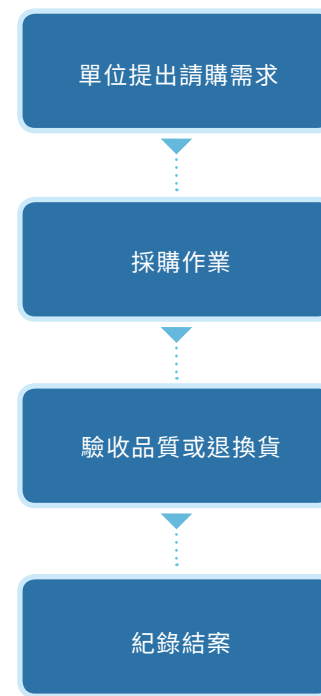 單位提出請購需求
採購作業
驗收品質或退換貨
紀錄結案